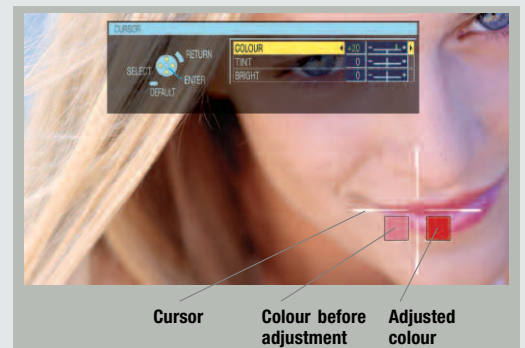 CURSOR
RETURN
SELECT
ENTER
DEFAULT
COLOUR +20 - +
TINT 0 - +
BRIGHT 0 - +
Cursor
Colour before adjustment
Adjusted colour